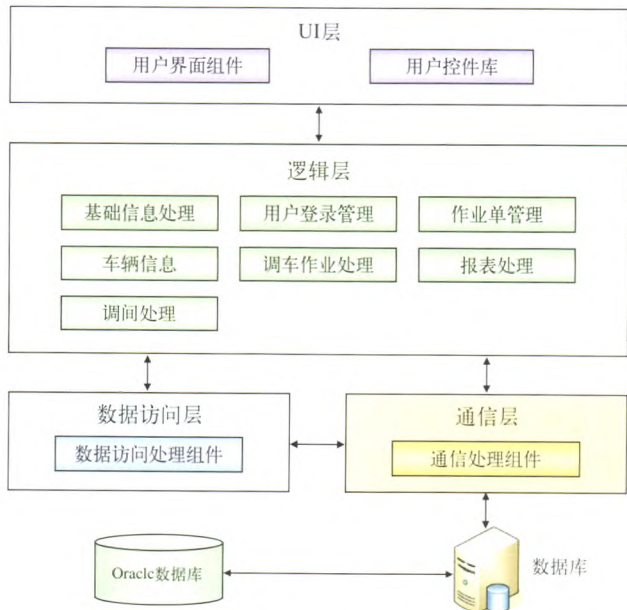 UI层
用户界面组件 用户控件库
逻辑层
基础信息处理 用户登录管理 作业单管理
车辆信息 调车作业处理 报表处理
调间处理
数据访问层 通信层
数据访问处理组件 通信处理组件
Oracle数据库 数据库